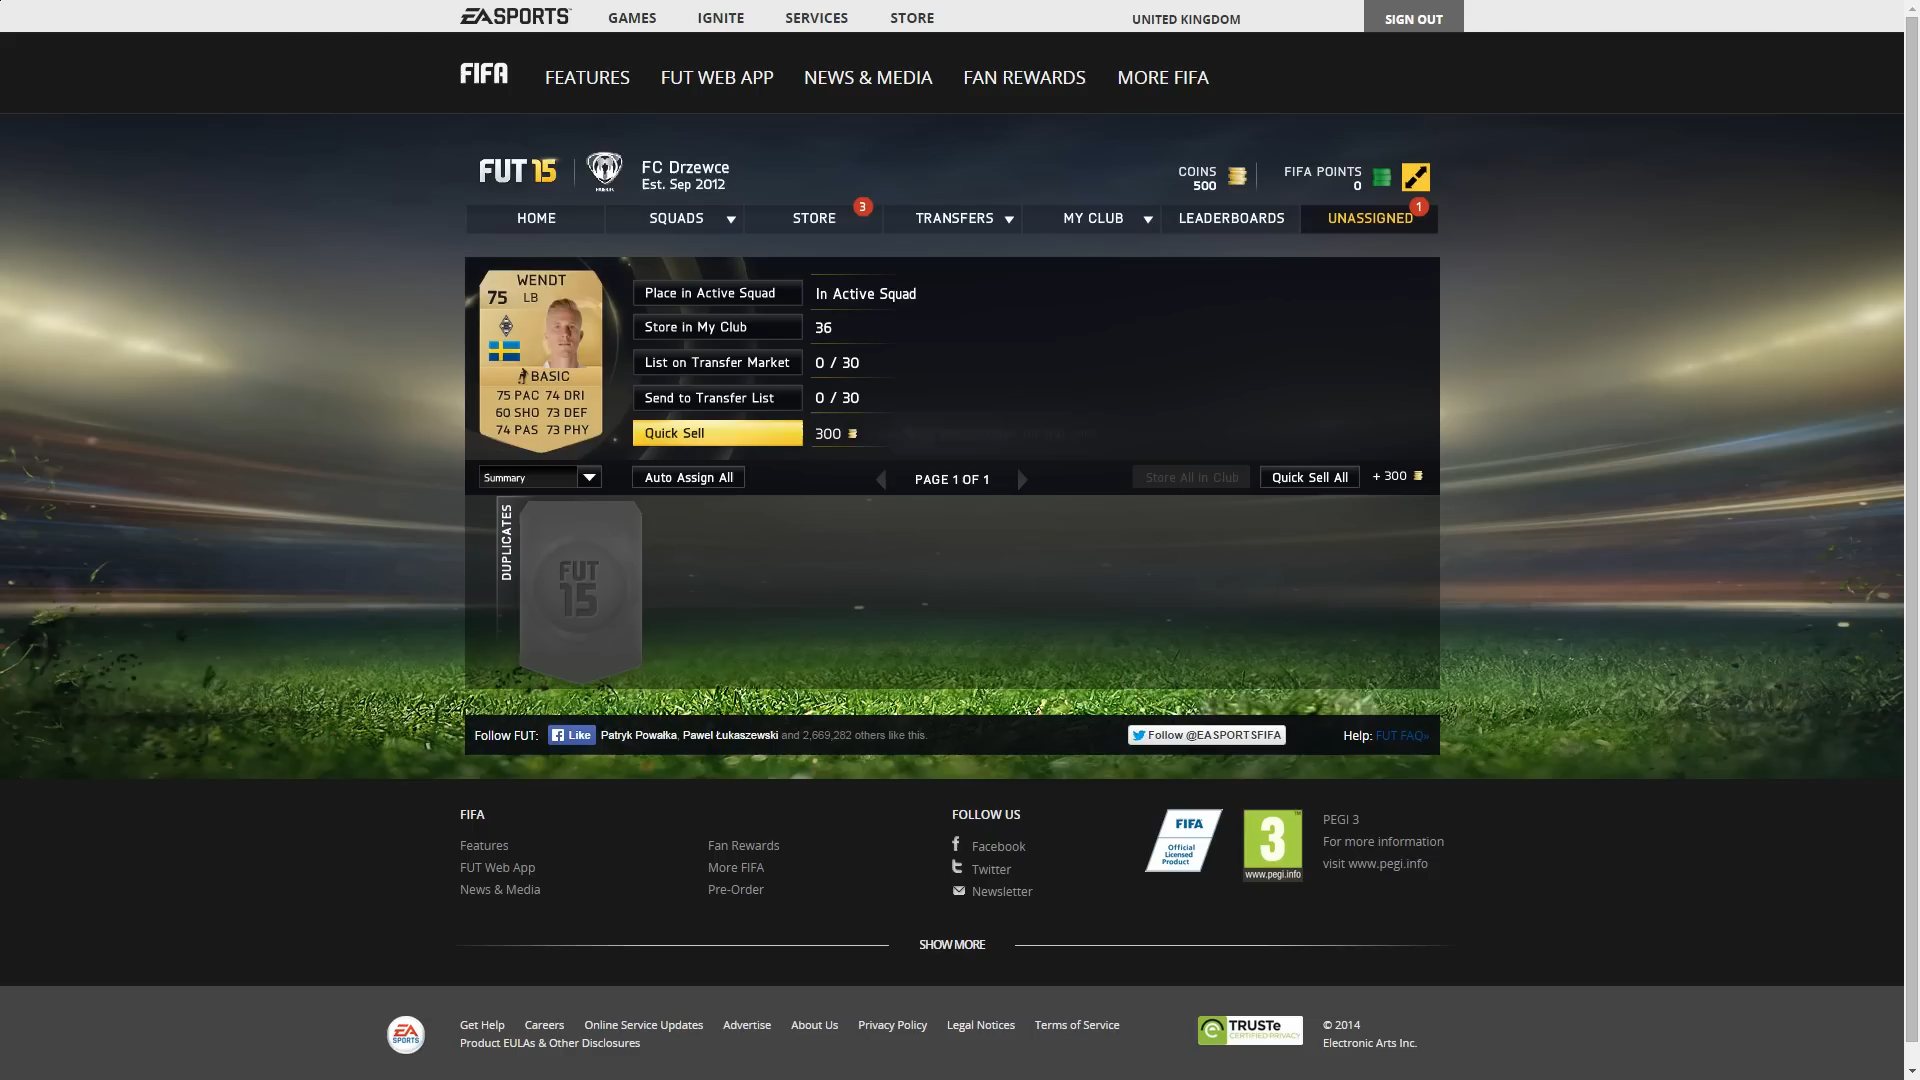 EA SPORTS GAMES IGNITE SERVICES STORE UNITED KINGDOM SIGN OUT
FIFA FEATURES FUT WEB APP NEWS & MEDIA FAN REWARDS MORE FIFA
FUT 15 FC Drzewce COINS FIFA POINTS
Est. Sep 2012 500 0
HOME SQUADS STORE 3 TRANSFERS MY CLUB LEADERBOARDS UNASSIGNED 1
WENDT
75 LB
BASIC
75 PAC 74 DRI
60 SHO 73 DEF
74 PAS 73 PHY
Place in Active Squad In Active Squad
Store in My Club 36
List on Transfer Market 0 / 30
Send to Transfer List 0 / 30
Quick Sell 300
Summary Auto Assign All PAGE 1 OF 1 Store All in Club Quick Sell All + 300
DUPLICATES
FUT
15
Follow FUT: Like Patryk Powałka, Paweł Łukaszewski and 2,669,282 others like this. Follow @EASPORTSFIFA Help: FUT FAQ»
FIFA
Features
FUT Web App
News & Media
Fan Rewards
More FIFA
Pre-Order
FOLLOW US
Facebook
Twitter
Newsletter
FIFA
Official
Licensed
Product
3
www.pegi.info
PEGI 3
For more information
visit www.pegi.info
SHOW MORE
EA
SPORTS
Get Help Careers Online Service Updates Advertise About Us Privacy Policy Legal Notices Terms of Service
Product EULAs & Other Disclosures
TRUSTe
CERTIFIED PRIVACY
© 2014
Electronic Arts Inc.